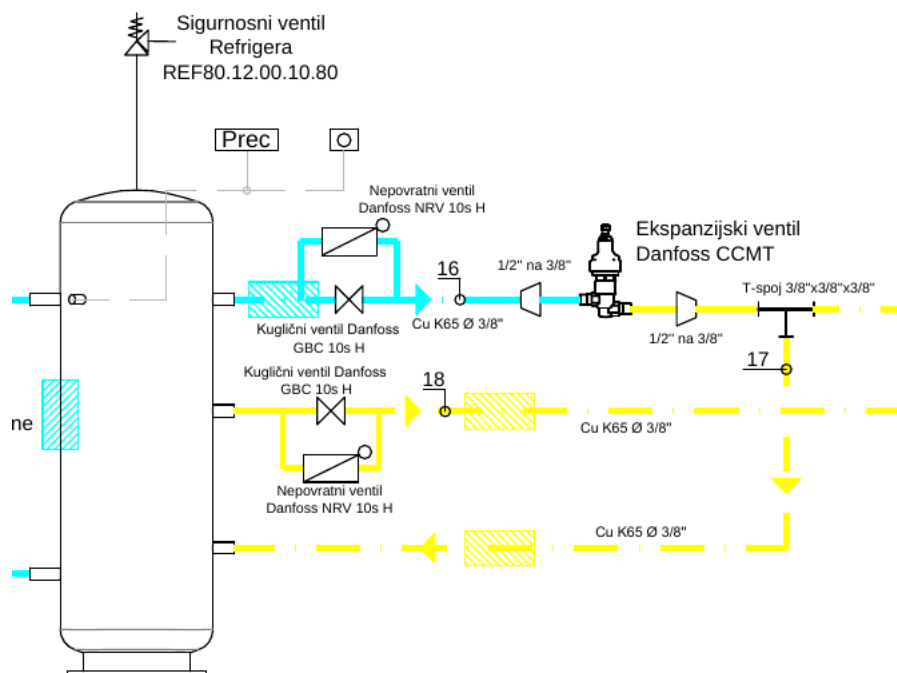 Sigurnosni ventil
Refrigera
REF80.12.00.10.80
Prec
Nepovratni ventil
Danfoss NRV 10s H
Ekspanzijski ventil
Danfoss CCMT
16
1/2" na 3/8"
T-spoj 3/8"x3/8"x3/8"
Cu K65 Ø 3/8"
Kuglični ventil Danfoss
GBC 10s H
1/2" na 3/8"
17
Kuglični ventil Danfoss
GBC 10s H
18
ne
Cu K65 Ø 3/8"
Nepovratni ventil
Danfoss NRV 10s H
Cu K65 Ø 3/8"